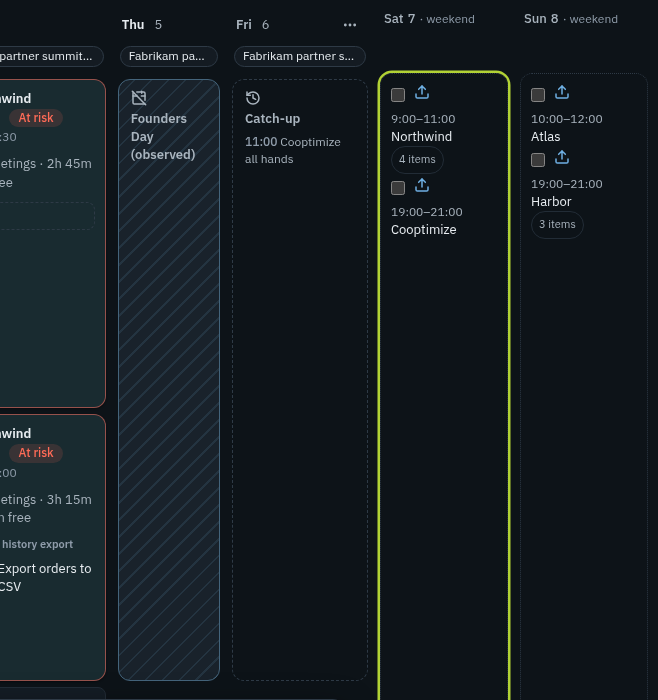 Thu 5
Fri 6
Sat 7 · weekend
Sun 8 · weekend
partner summit...
Fabrikam pa...
Fabrikam partner s...
At risk
:30
etings · 2h 45m
At risk
:00
etings · 3h 15m
free
history export
Export orders to
CSV
Founders
Day
(observed)
Catch-up
11:00 Cooptimize
all hands
9:00–11:00
Northwind
4 items
19:00–21:00
Cooptimize
10:00–12:00
Atlas
19:00–21:00
Harbor
3 items